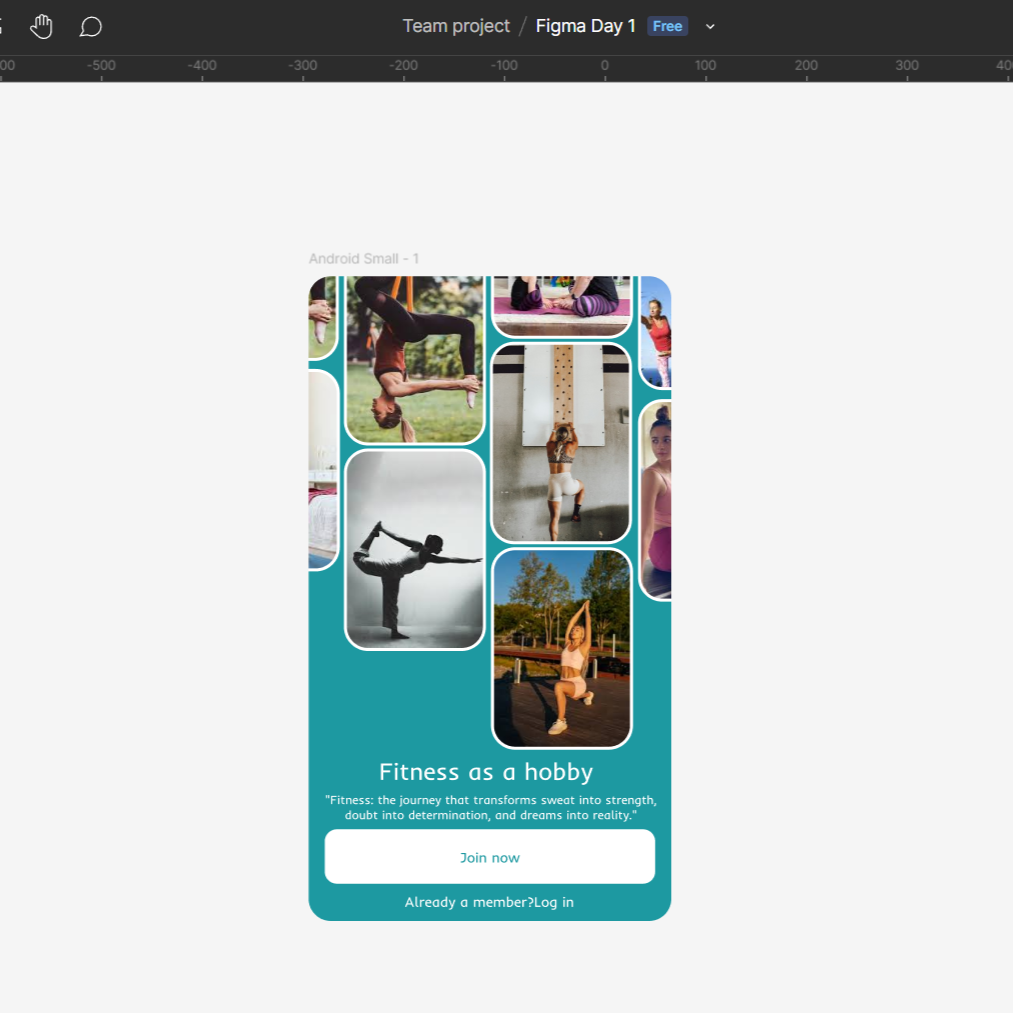 Team project / Figma Day 1 Free
-500 -400 -300 -200 -100 0 100 200 300
Android Small - 1
Fitness as a hobby
"Fitness: the journey that transforms sweat into strength,
doubt into determination, and dreams into reality."
Join now
Already a member?Log in